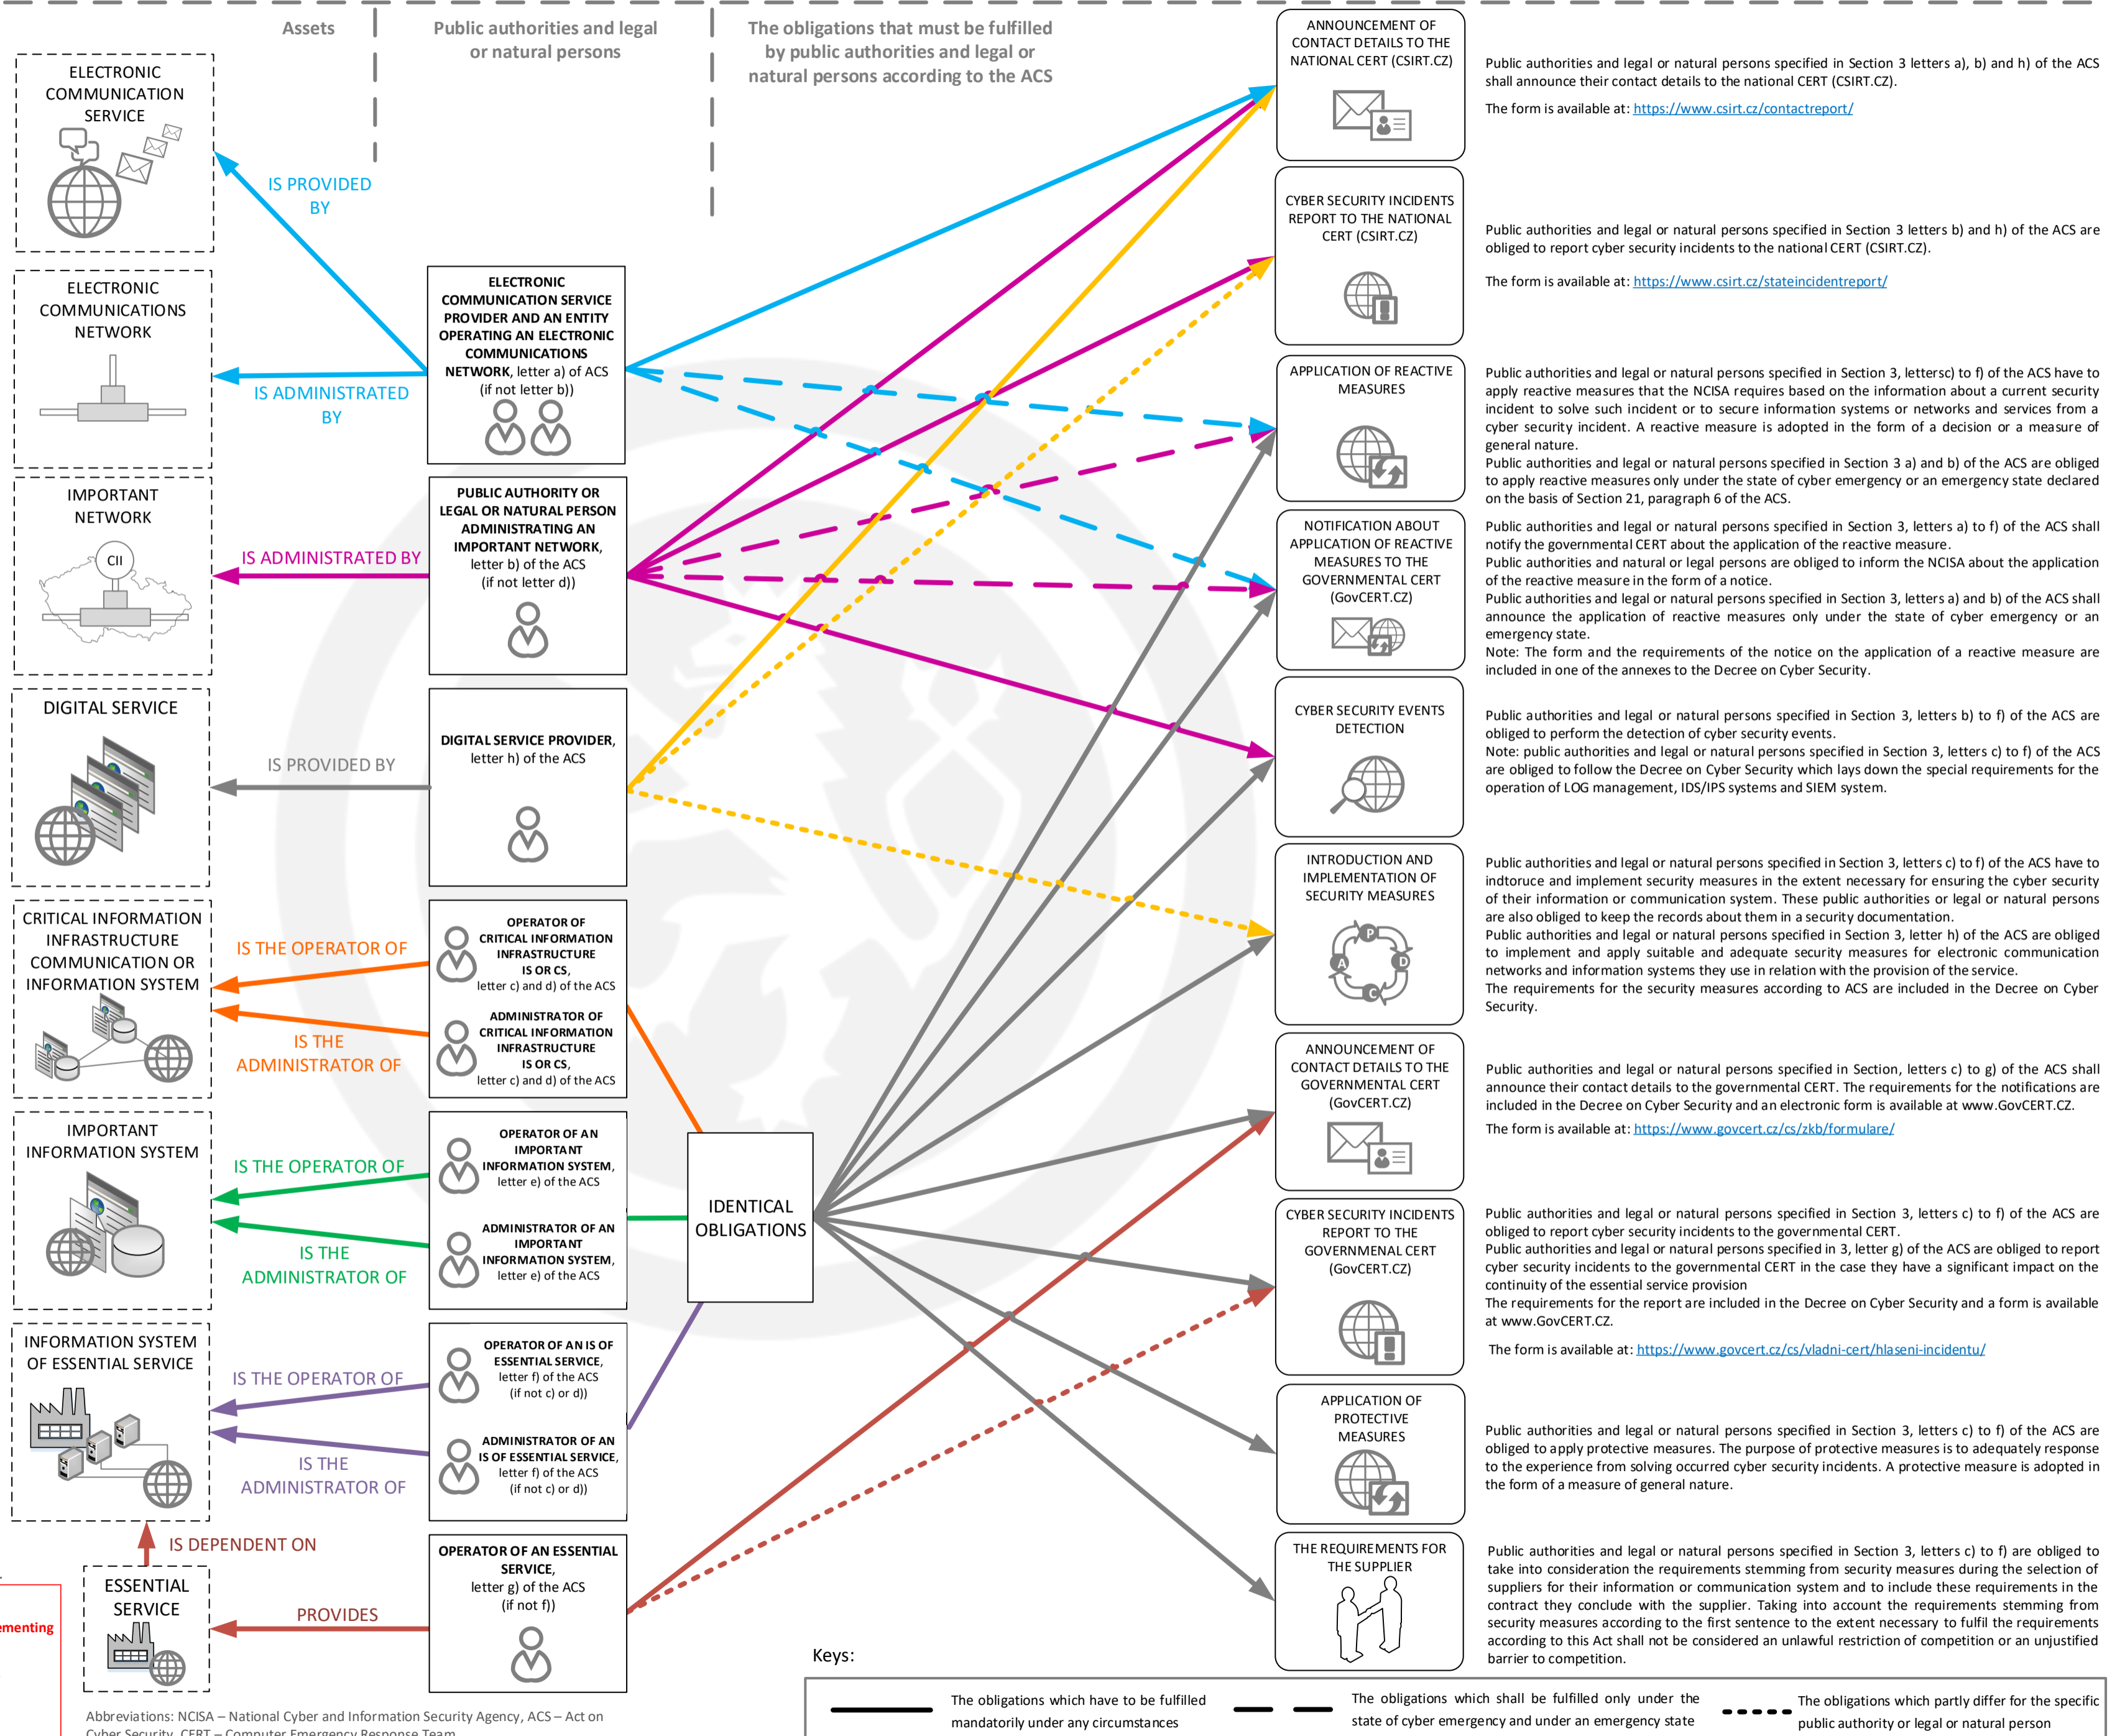 Assets
Public authorities and legal
or natural persons
The obligations that must be fulfilled
by public authorities and legal or
natural persons according to the ACS
ELECTRONIC
COMMUNICATION
SERVICE
IS PROVIDED
BY
ELECTRONIC
COMMUNICATIONS
NETWORK
IS ADMINISTRATED
BY
IMPORTANT
NETWORK
CII
IS ADMINISTRATED BY
DIGITAL SERVICE
IS PROVIDED BY
CRITICAL INFORMATION
INFRASTRUCTURE
COMMUNICATION OR
INFORMATION SYSTEM
IS THE OPERATOR OF
IS THE
ADMINISTRATOR OF
IMPORTANT
INFORMATION SYSTEM
IS THE OPERATOR OF
IS THE
ADMINISTRATOR OF
INFORMATION SYSTEM
OF ESSENTIAL SERVICE
IS THE OPERATOR OF
IS THE
ADMINISTRATOR OF
IS DEPENDENT ON
ESSENTIAL
SERVICE
PROVIDES
ELECTRONIC
COMMUNICATION SERVICE
PROVIDER AND AN ENTITY
OPERATING AN ELECTRONIC
COMMUNICATIONS
NETWORK, letter a) of ACS
(if not letter b))
PUBLIC AUTHORITY OR
LEGAL OR NATURAL PERSON
ADMINISTRATING AN
IMPORTANT NETWORK,
letter b) of the ACS
(if not letter d))
DIGITAL SERVICE PROVIDER,
letter h) of the ACS
OPERATOR OF
CRITICAL INFORMATION
INFRASTRUCTURE
IS OR CS,
letter c) and d) of the ACS
ADMINISTRATOR OF
CRITICAL INFORMATION
INFRASTRUCTURE
IS OR CS,
letter c) and d) of the ACS
OPERATOR OF AN
IMPORTANT
INFORMATION SYSTEM,
letter e) of the ACS
ADMINISTRATOR OF AN
IMPORTANT
INFORMATION SYSTEM,
letter e) of the ACS
OPERATOR OF AN IS OF
ESSENTIAL SERVICE,
letter f) of the ACS
(if not c) or d))
ADMINISTRATOR OF AN
IS OF ESSENTIAL SERVICE,
letter f) of the ACS
(if not c) or d))
OPERATOR OF AN ESSENTIAL
SERVICE,
letter g) of the ACS
(if not f))
IDENTICAL
OBLIGATIONS
ANNOUNCEMENT OF
CONTACT DETAILS TO THE
NATIONAL CERT (CSIRT.CZ)
Public authorities and legal or natural persons specified in Section 3 letters a), b) and h) of the ACS
shall announce their contact details to the national CERT (CSIRT.CZ).
The form is available at: https://www.csirt.cz/contactreport/
CYBER SECURITY INCIDENTS
REPORT TO THE NATIONAL
CERT (CSIRT.CZ)
Public authorities and legal or natural persons specified in Section 3 letters b) and h) of the ACS are
obliged to report cyber security incidents to the national CERT (CSIRT.CZ).
The form is available at: https://www.csirt.cz/stateincidentreport/
APPLICATION OF REACTIVE
MEASURES
Public authorities and legal or natural persons specified in Section 3, lettersc) to f) of the ACS have to
apply reactive measures that the NCISA requires based on the information about a current security
incident to solve such incident or to secure information systems or networks and services from a
cyber security incident. A reactive measure is adopted in the form of a decision or a measure of
general nature.
Public authorities and legal or natural persons specified in Section 3 a) and b) of the ACS are obliged
to apply reactive measures only under the state of cyber emergency or an emergency state declared
on the basis of Section 21, paragraph 6 of the ACS.
NOTIFICATION ABOUT
APPLICATION OF REACTIVE
MEASURES TO THE
GOVERNMENTAL CERT
(GovCERT.CZ)
Public authorities and legal or natural persons specified in Section 3, letters a) to f) of the ACS shall
notify the governmental CERT about the application of the reactive measure.
Public authorities and natural or legal persons are obliged to inform the NCISA about the application
of the reactive measure in the form of a notice.
Public authorities and legal or natural persons specified in Section 3, letters a) and b) of the ACS shall
announce the application of reactive measures only under the state of cyber emergency or an
emergency state.
Note: The form and the requirements of the notice on the application of a reactive measure are
included in one of the annexes to the Decree on Cyber Security.
CYBER SECURITY EVENTS
DETECTION
Public authorities and legal or natural persons specified in Section 3, letters b) to f) of the ACS are
obliged to perform the detection of cyber security events.
Note: public authorities and legal or natural persons specified in Section 3, letters c) to f) of the ACS
are obliged to follow the Decree on Cyber Security which lays down the special requirements for the
operation of LOG management, IDS/IPS systems and SIEM system.
INTRODUCTION AND
IMPLEMENTATION OF
SECURITY MEASURES
P
A
D
C
Public authorities and legal or natural persons specified in Section 3, letters c) to f) of the ACS have to
indtoruce and implement security measures in the extent necessary for ensuring the cyber security
of their information or communication system. These public authorities or legal or natural persons
are also obliged to keep the records about them in a security documentation.
Public authorities and legal or natural persons specified in Section 3, letter h) of the ACS are obliged
to implement and apply suitable and adequate security measures for electronic communication
networks and information systems they use in relation with the provision of the service.
The requirements for the security measures according to ACS are included in the Decree on Cyber
Security.
ANNOUNCEMENT OF
CONTACT DETAILS TO THE
GOVERNMENTAL CERT
(GovCERT.CZ)
Public authorities and legal or natural persons specified in Section, letters c) to g) of the ACS shall
announce their contact details to the governmental CERT. The requirements for the notifications are
included in the Decree on Cyber Security and an electronic form is available at www.GovCERT.CZ.
The form is available at: https://www.govcert.cz/cs/zkb/formulare/
CYBER SECURITY INCIDENTS
REPORT TO THE
GOVERNMENAL CERT
(GovCERT.CZ)
Public authorities and legal or natural persons specified in Section 3, letters c) to f) of the ACS are
obliged to report cyber security incidents to the governmental CERT.
Public authorities and legal or natural persons specified in 3, letter g) of the ACS are obliged to report
cyber security incidents to the governmental CERT in the case they have a significant impact on the
continuity of the essential service provision
The requirements for the report are included in the Decree on Cyber Security and a form is available
at www.GovCERT.CZ.
The form is available at: https://www.govcert.cz/cs/vladni-cert/hlaseni-incidentu/
APPLICATION OF
PROTECTIVE
MEASURES
Public authorities and legal or natural persons specified in Section 3, letters c) to f) of the ACS are
obliged to apply protective measures. The purpose of protective measures is to adequately response
to the experience from solving occurred cyber security incidents. A protective measure is adopted in
the form of a measure of general nature.
THE REQUIREMENTS FOR
THE SUPPLIER
Public authorities and legal or natural persons specified in Section 3, letters c) to f) are obliged to
take into consideration the requirements stemming from security measures during the selection of
suppliers for their information or communication system and to include these requirements in the
contract they conclude with the supplier. Taking into account the requirements stemming from
security measures according to the first sentence to the extent necessary to fulfil the requirements
according to this Act shall not be considered an unlawful restriction of competition or an unjustified
barrier to competition.
ementing
Abbreviations: NCISA – National Cyber and Information Security Agency, ACS – Act on
Cyber Security, CERT – Computer Emergency Response Team
Keys:
The obligations which have to be fulfilled
mandatorily under any circumstances
The obligations which shall be fulfilled only under the
state of cyber emergency and under an emergency state
The obligations which partly differ for the specific
public authority or legal or natural person